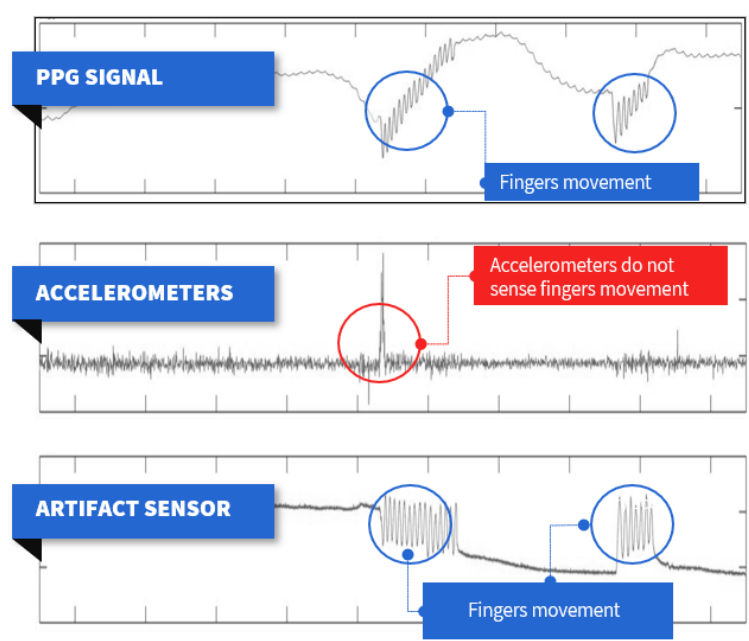 PPG SIGNAL
Fingers movement
Accelerometers do not
sense fingers movement
ACCELEROMETERS
ARTIFACT SENSOR
Fingers movement